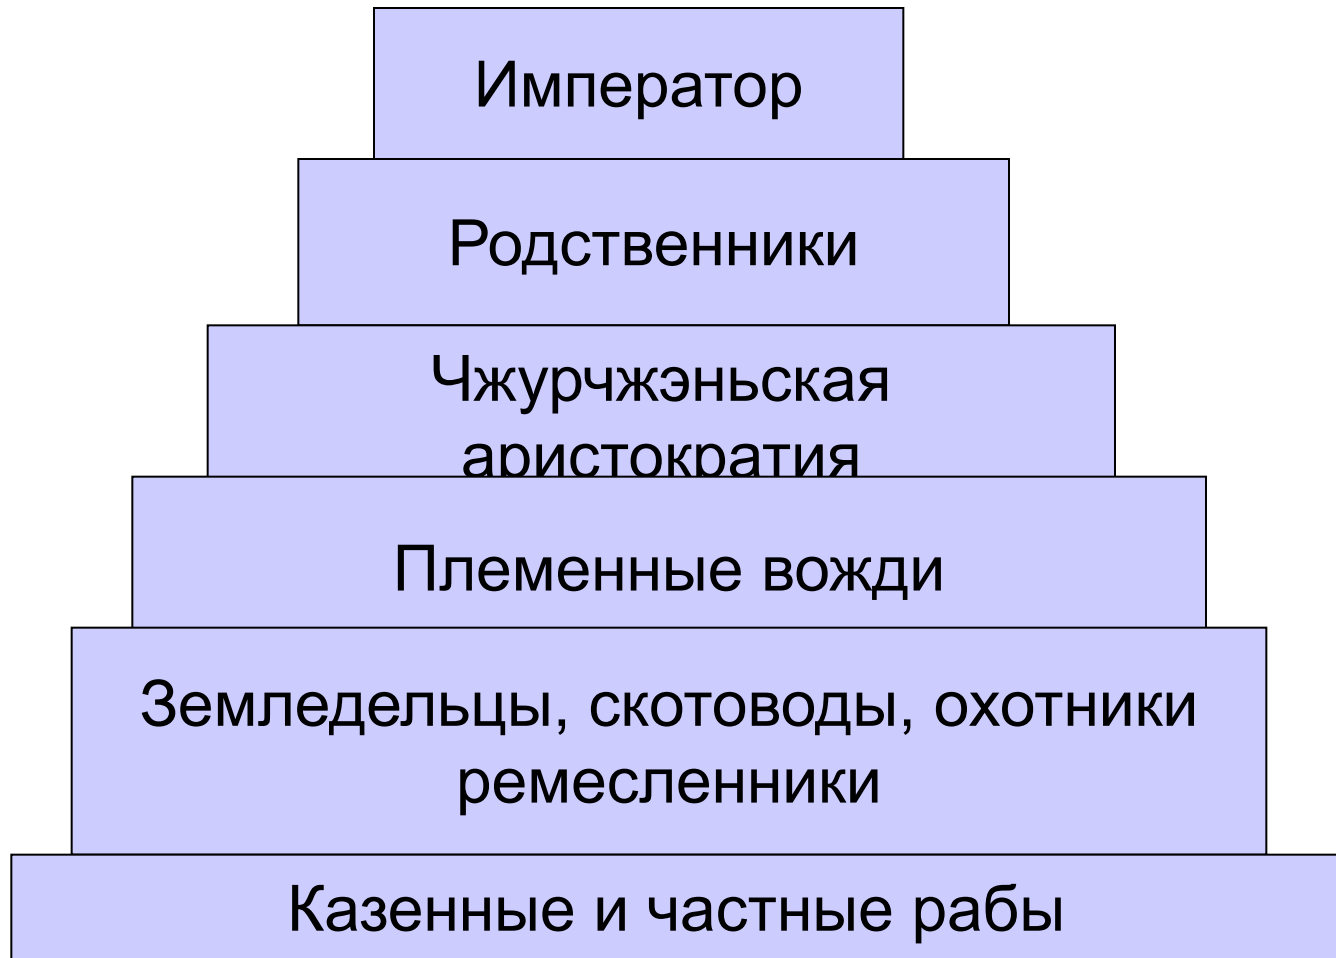 Император
Родственники
Чжурчжэньская
аристократия
Племенные вожди
Земледельцы, скотоводы, охотники
ремесленники
Казенные и частные рабы